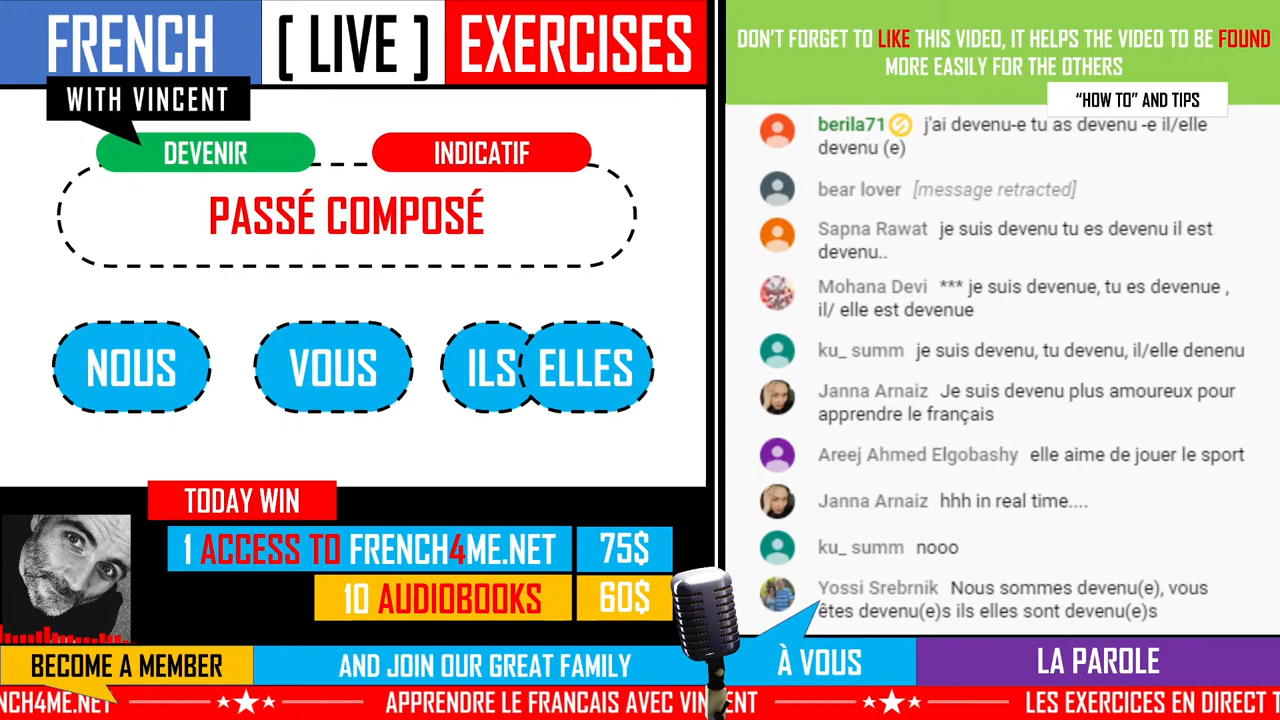 FRENCH [ LIVE ] EXERCISES
WITH VINCENT
DEVENIR INDICATIF
PASSÉ COMPOSÉ
NOUS VOUS ILS ELLES
TODAY WIN
1 ACCESS TO FRENCH4ME.NET 75$
10 AUDIOBOOKS 60$
DON'T FORGET TO LIKE THIS VIDEO, IT HELPS THE VIDEO TO BE FOUND
MORE EASILY FOR THE OTHERS
“HOW TO” AND TIPS
berila71 j'ai devenu-e tu as devenu -e il/elle
devenu (e)
bear lover [message retracted]
Sapna Rawat je suis devenu tu es devenu il est
devenu..
Mohana Devi *** je suis devenue, tu es devenue ,
il/ elle est devenue
ku_ summ je suis devenu, tu devenu, il/elle denenu
Janna Arnaiz Je suis devenu plus amoureux pour
apprendre le français
Areej Ahmed Elgobashy elle aime de jouer le sport
Janna Arnaiz hhh in real time....
ku_ summ nooo
Yossi Srebrnik Nous sommes devenu(e), vous
êtes devenu(e)s ils elles sont devenu(e)s
BECOME A MEMBER AND JOIN OUR GREAT FAMILY À VOUS LA PAROLE
NCH4ME.NET APPRENDRE LE FRANCAIS AVEC VINCENT LES EXERCICES EN DIRECT T